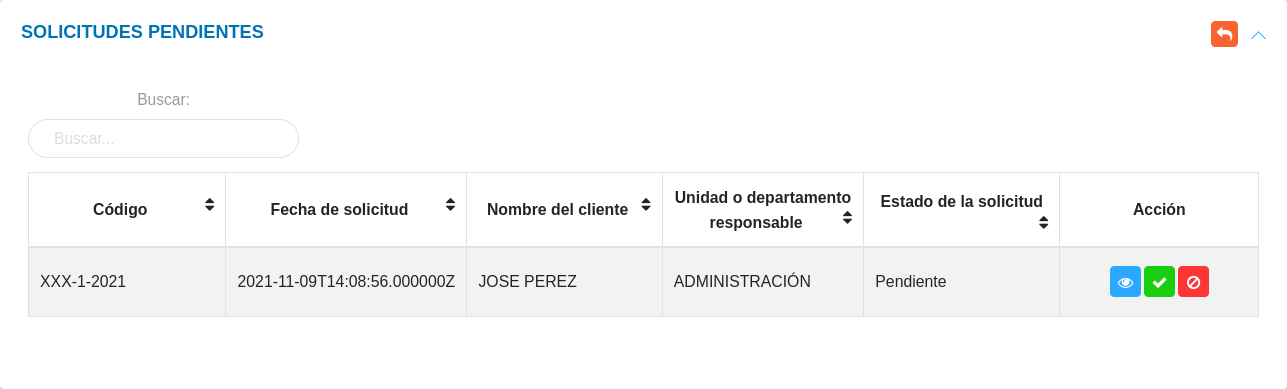 SOLICITUDES PENDIENTES
Buscar:
Buscar...
Código Fecha de solicitud Nombre del cliente Unidad o departamento responsable Estado de la solicitud Acción
XXX-1-2021 2021-11-09T14:08:56.000000Z JOSE PEREZ ADMINISTRACIÓN Pendiente